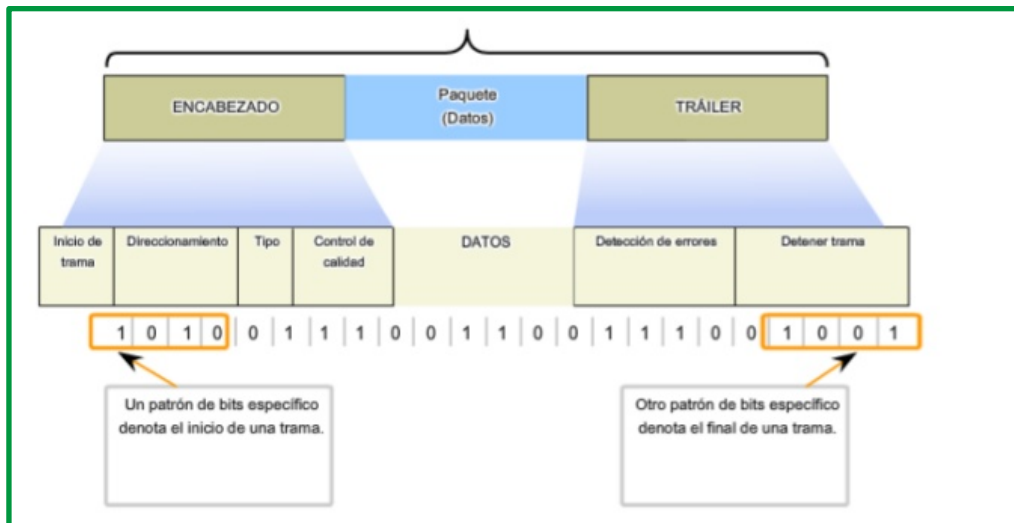 ENCABEZADO
Paquete
(Datos)
TRÁILER
Inicio de
trama
Direccionamiento
Tipo
Control de
calidad
DATOS
Detección de errores
Detener trama
1 0 1 0 0 1 1 1 0 0 1 1 0 0 1 1 1 0 0 1 0 0 1
Un patrón de bits específico
denota el inicio de una trama.
Otro patrón de bits específico
denota el final de una trama.